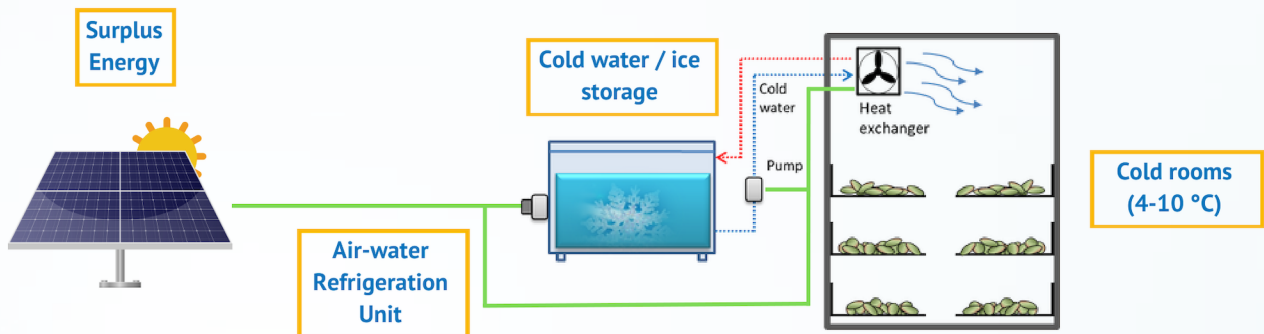 Surplus
Energy
Cold water / ice
storage
Cold
water
Heat
exchanger
Pump
Cold rooms
(4-10 °C)
Air-water
Refrigeration
Unit